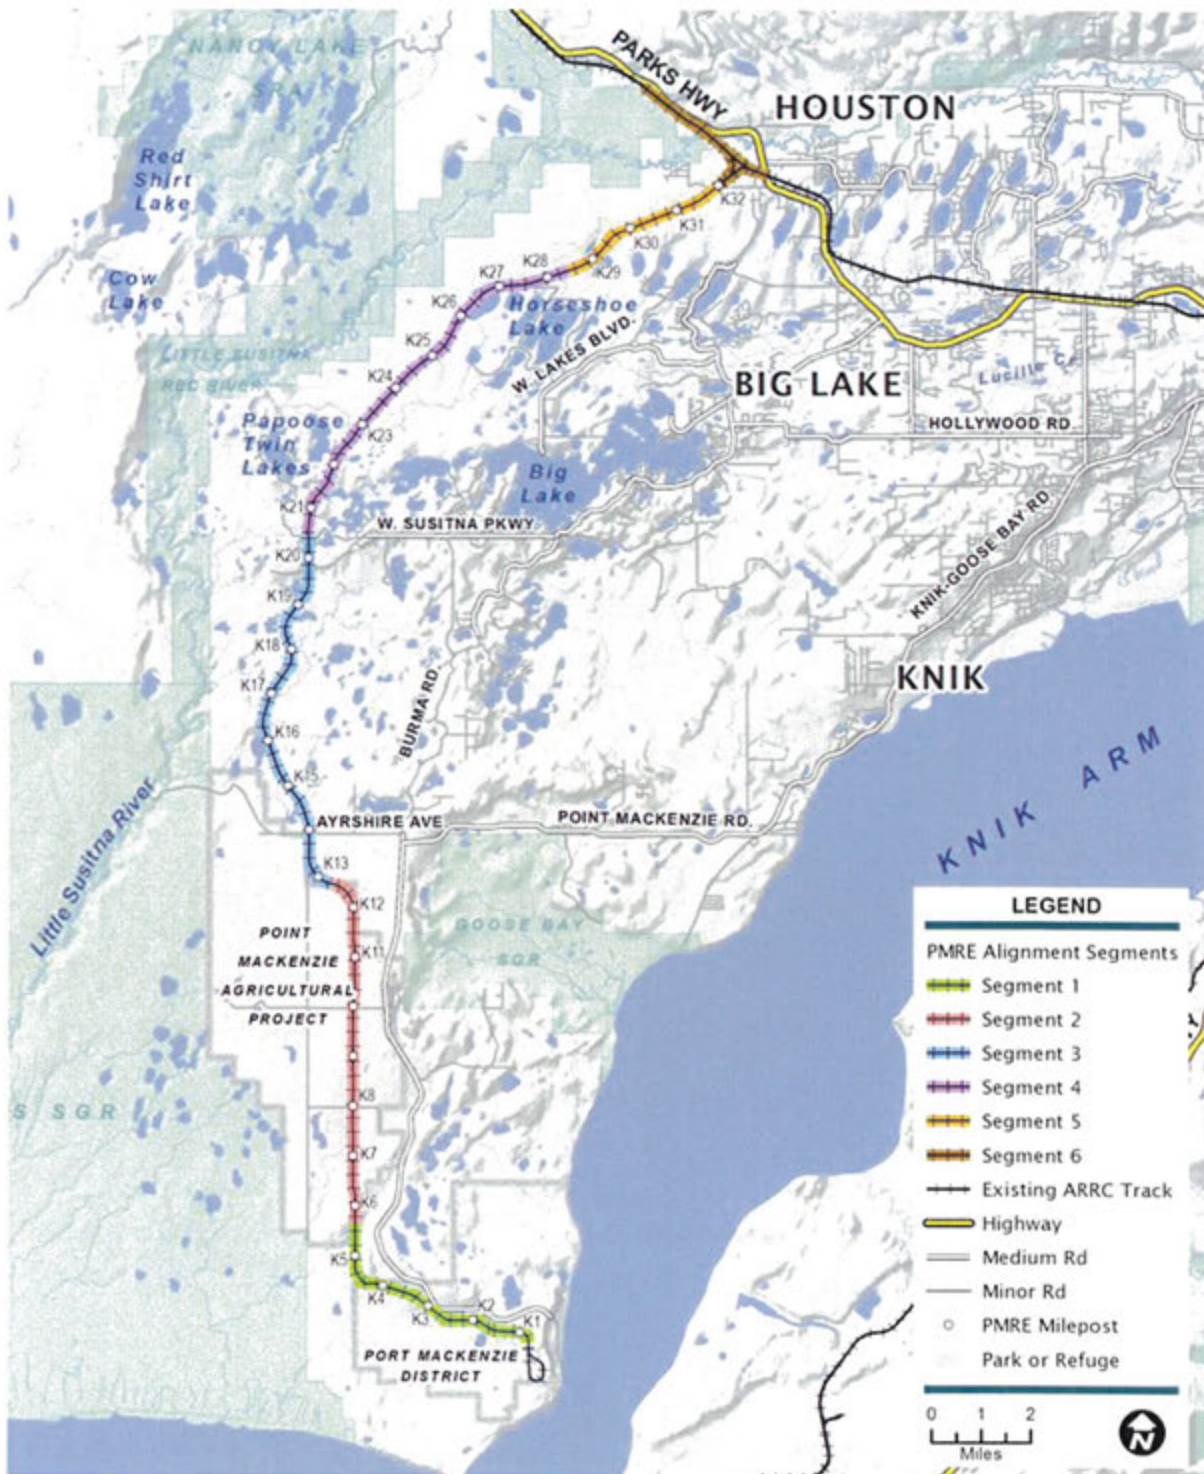 NANCY LAKE
SRA
PARKS HWY
HOUSTON
Red
Shirt
Lake
K32
K31
K30
K29
K28
K27
Cow
Lake
Horseshoe
Lake
K26
W. LAKES BLVD.
LITTLE SUSITNA
RED RIVER
K25
BIG LAKE
Lucille Cr
K24
Papoose
Twin
Lakes
K23
HOLLYWOOD RD.
Big
Lake
K21
W. SUSITNA PKWY
KNIK-GOOSE BAY RD
K20
K19
K18
KNIK
K17
BURMA RD.
K16
KNIK ARM
K15
Little Susitna River
AYRSHIRE AVE
POINT MACKENZIE RD.
K13
K12
GOOSE BAY
SGR
POINT
MACKENZIE
AGRICULTURAL
PROJECT
K11
K8
S SGR
K7
K6
K5
K4
K3
K2
K1
PORT MACKENZIE
DISTRICT
LEGEND
PMRE Alignment Segments
Segment 1
Segment 2
Segment 3
Segment 4
Segment 5
Segment 6
Existing ARRC Track
Highway
Medium Rd
Minor Rd
PMRE Milepost
Park or Refuge
0 1 2
Miles
N